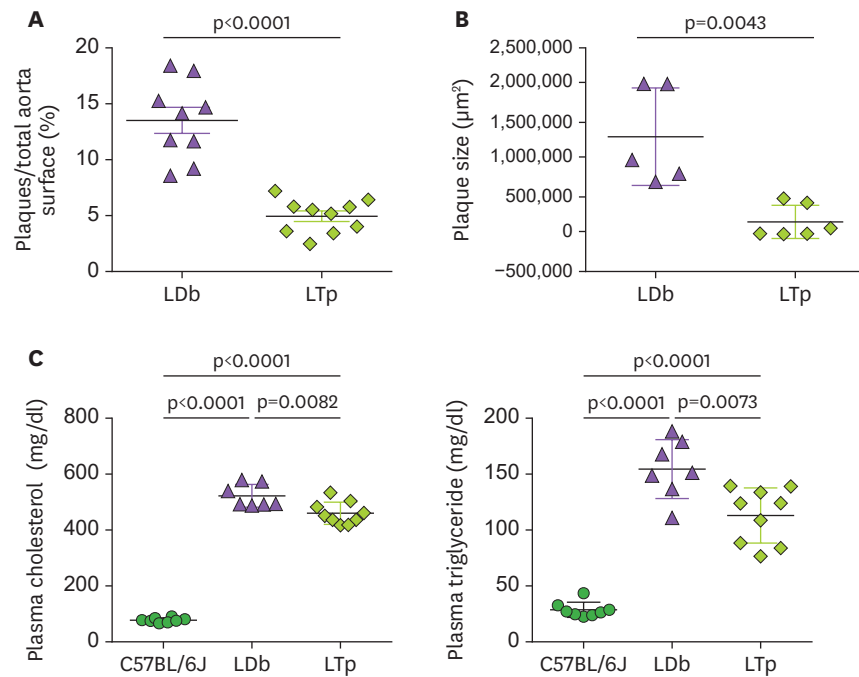 A
p<0.0001
Plaques/total aorta
surface (%)
20
15
10
5
0
LDb
LTp
B
p=0.0043
Plaque size (µm²)
2,500,000
2,000,000
1,500,000
1,000,000
500,000
0
−500,000
LDb
LTp
C
p<0.0001
p<0.0001
p=0.0082
Plasma cholesterol (mg/dl)
800
600
400
200
0
C57BL/6J
LDb
LTp
p<0.0001
p<0.0001
p=0.0073
Plasma triglyceride (mg/dl)
200
150
100
50
0
C57BL/6J
LDb
LTp